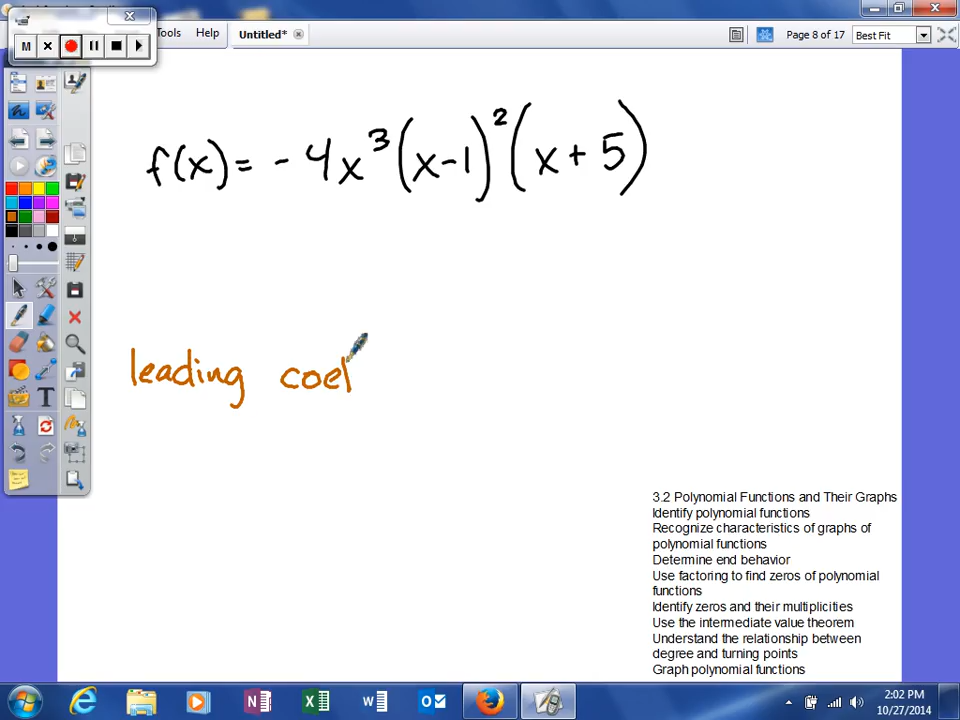 Tools Help Untitled* Page 8 of 17 Best Fit
M
f(x) = - 4x³(x-1)²(x+5)
leading coef
3.2 Polynomial Functions and Their Graphs
Identify polynomial functions
Recognize characteristics of graphs of
polynomial functions
Determine end behavior
Use factoring to find zeros of polynomial
functions
Identify zeros and their multiplicities
Use the intermediate value theorem
Understand the relationship between
degree and turning points
Graph polynomial functions
2:02 PM
10/27/2014